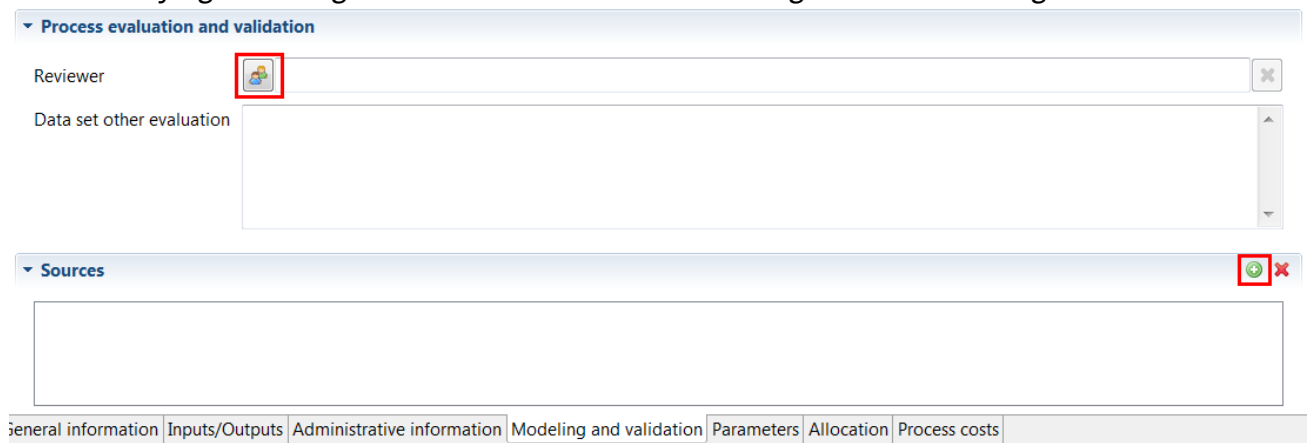 Process evaluation and validation
Reviewer
Data set other evaluation
Sources
General information Inputs/Outputs Administrative information Modeling and validation Parameters Allocation Process costs